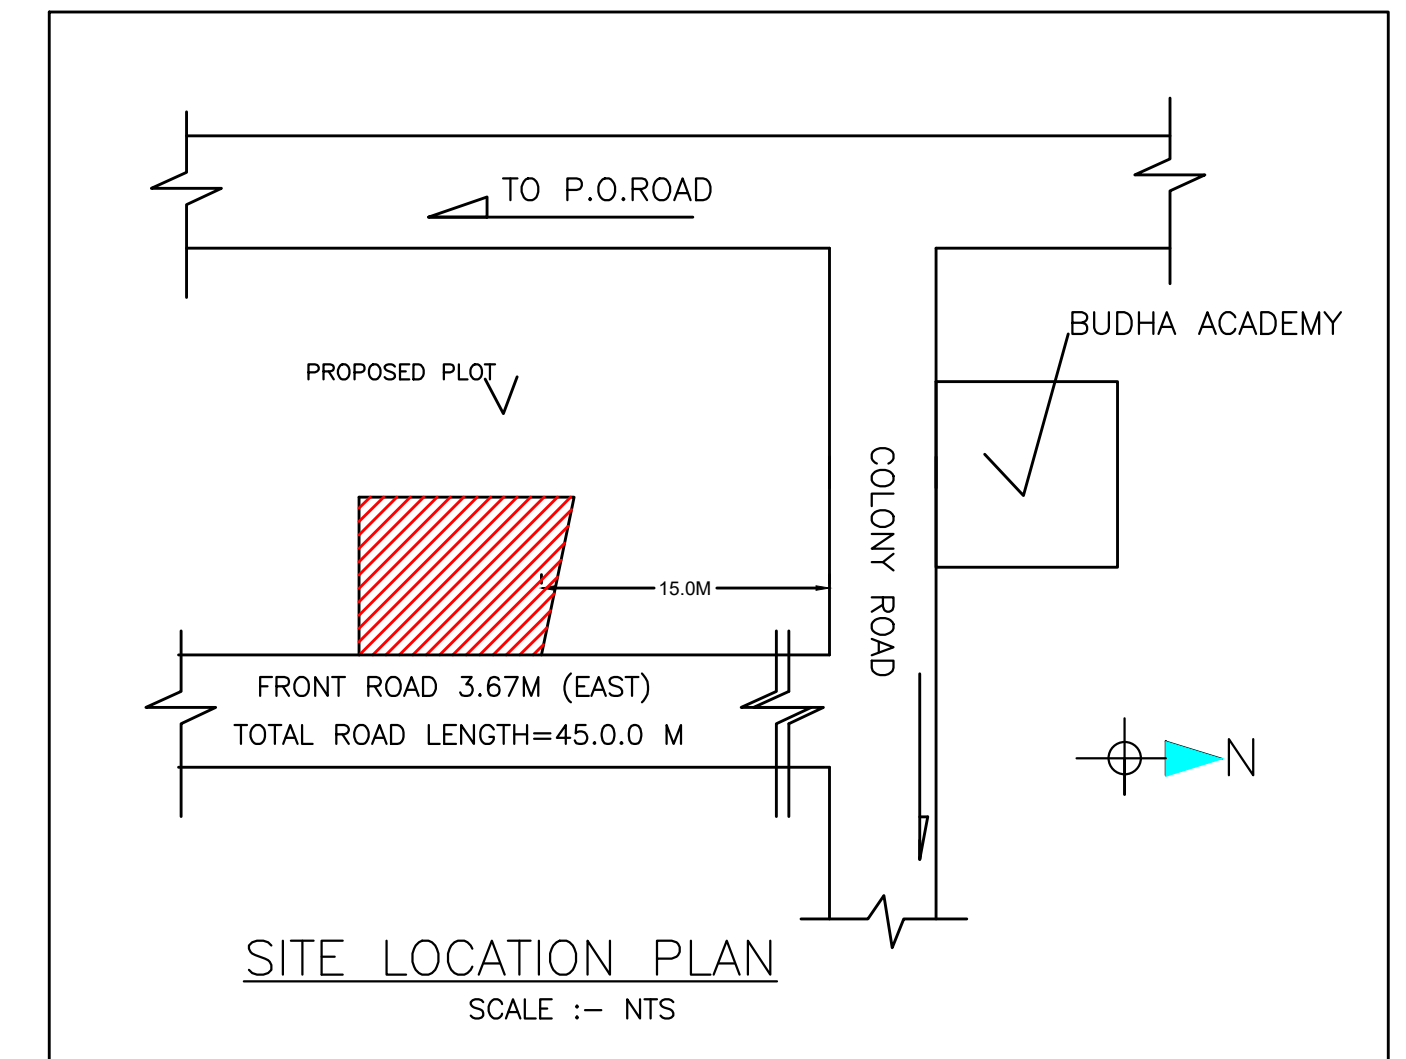 TO P.O.ROAD
BUDHA ACADEMY
PROPOSED PLOT
COLONY ROAD
15.0M
FRONT ROAD 3.67M (EAST)
TOTAL ROAD LENGTH=45.0.0 M
N
SITE LOCATION PLAN
SCALE :- NTS